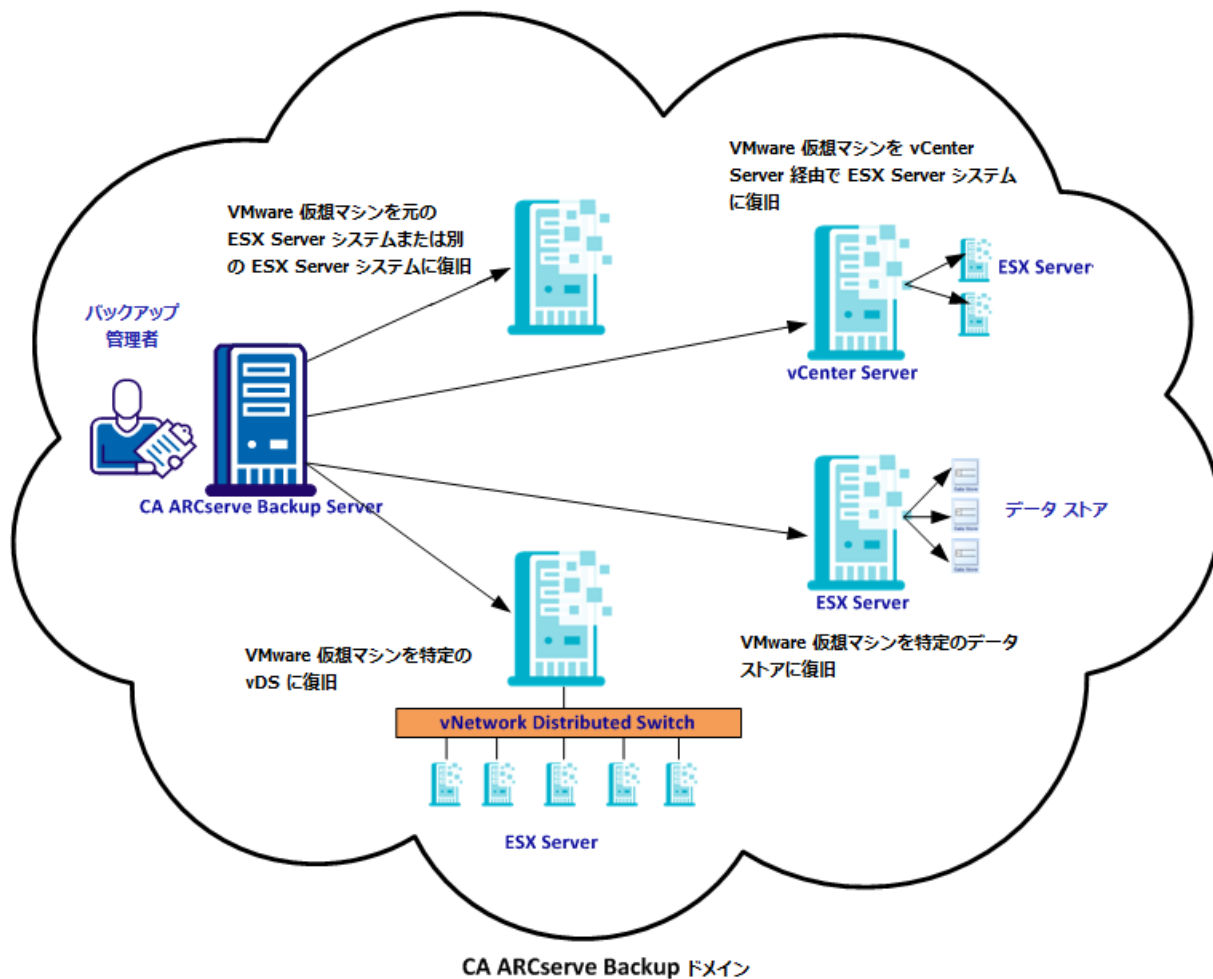 VMware 仮想マシンを vCenter
Server 経由で ESX Server システム
に復旧
VMware 仮想マシンを元の
ESX Server システムまたは別
の ESX Server システムに復旧
ESX Server
バックアップ
管理者
vCenter Server
CA ARCserve Backup Server
データ ストア
ESX Server
VMware 仮想マシンを特定の
vDS に復旧
VMware 仮想マシンを特定のデータ
ストアに復旧
vNetwork Distributed Switch
ESX Server
CA ARCserve Backup ドメイン